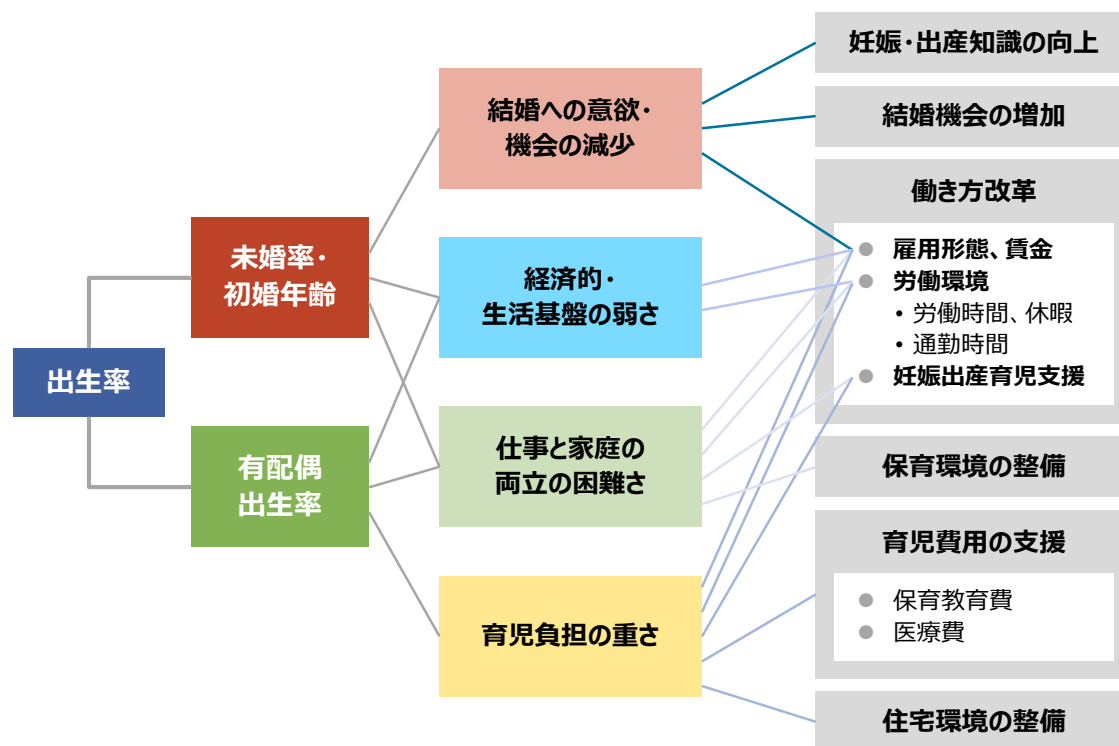 出生率
未婚率・
初婚年齢
有配偶
出生率
結婚への意欲・
機会の減少
経済的・
生活基盤の弱さ
仕事と家庭の
両立の困難さ
育児負担の重さ
妊娠・出産知識の向上
結婚機会の増加
働き方改革
● 雇用形態、賃金
● 労働環境
• 労働時間、休暇
• 通勤時間
● 妊娠出産育児支援
保育環境の整備
育児費用の支援
● 保育教育費
● 医療費
住宅環境の整備